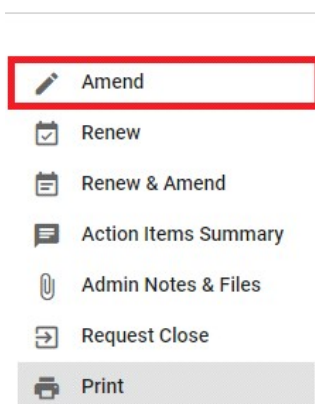 Amend
Renew
Renew & Amend
Action Items Summary
Admin Notes & Files
Request Close
Print